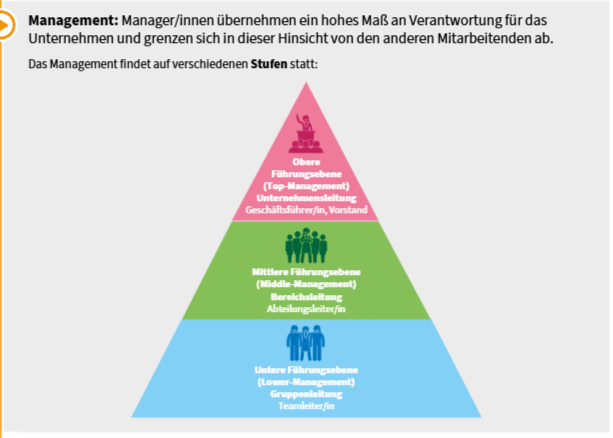 Management: Manager/innen übernehmen ein hohes Maß an Verantwortung für das
Unternehmen und grenzen sich in dieser Hinsicht von den anderen Mitarbeitenden ab.
Das Management findet auf verschiedenen Stufen statt:
Obere
Führungsebene
(Top-Management)
Unternehmensleitung
Geschäftsführer/in, Vorstand
Mittlere Führungsebene
(Middle-Management)
Bereichsleitung
Abteilungsleiter/in
Untere Führungsebene
(Lower-Management)
Gruppenleitung
Teamleiter/in